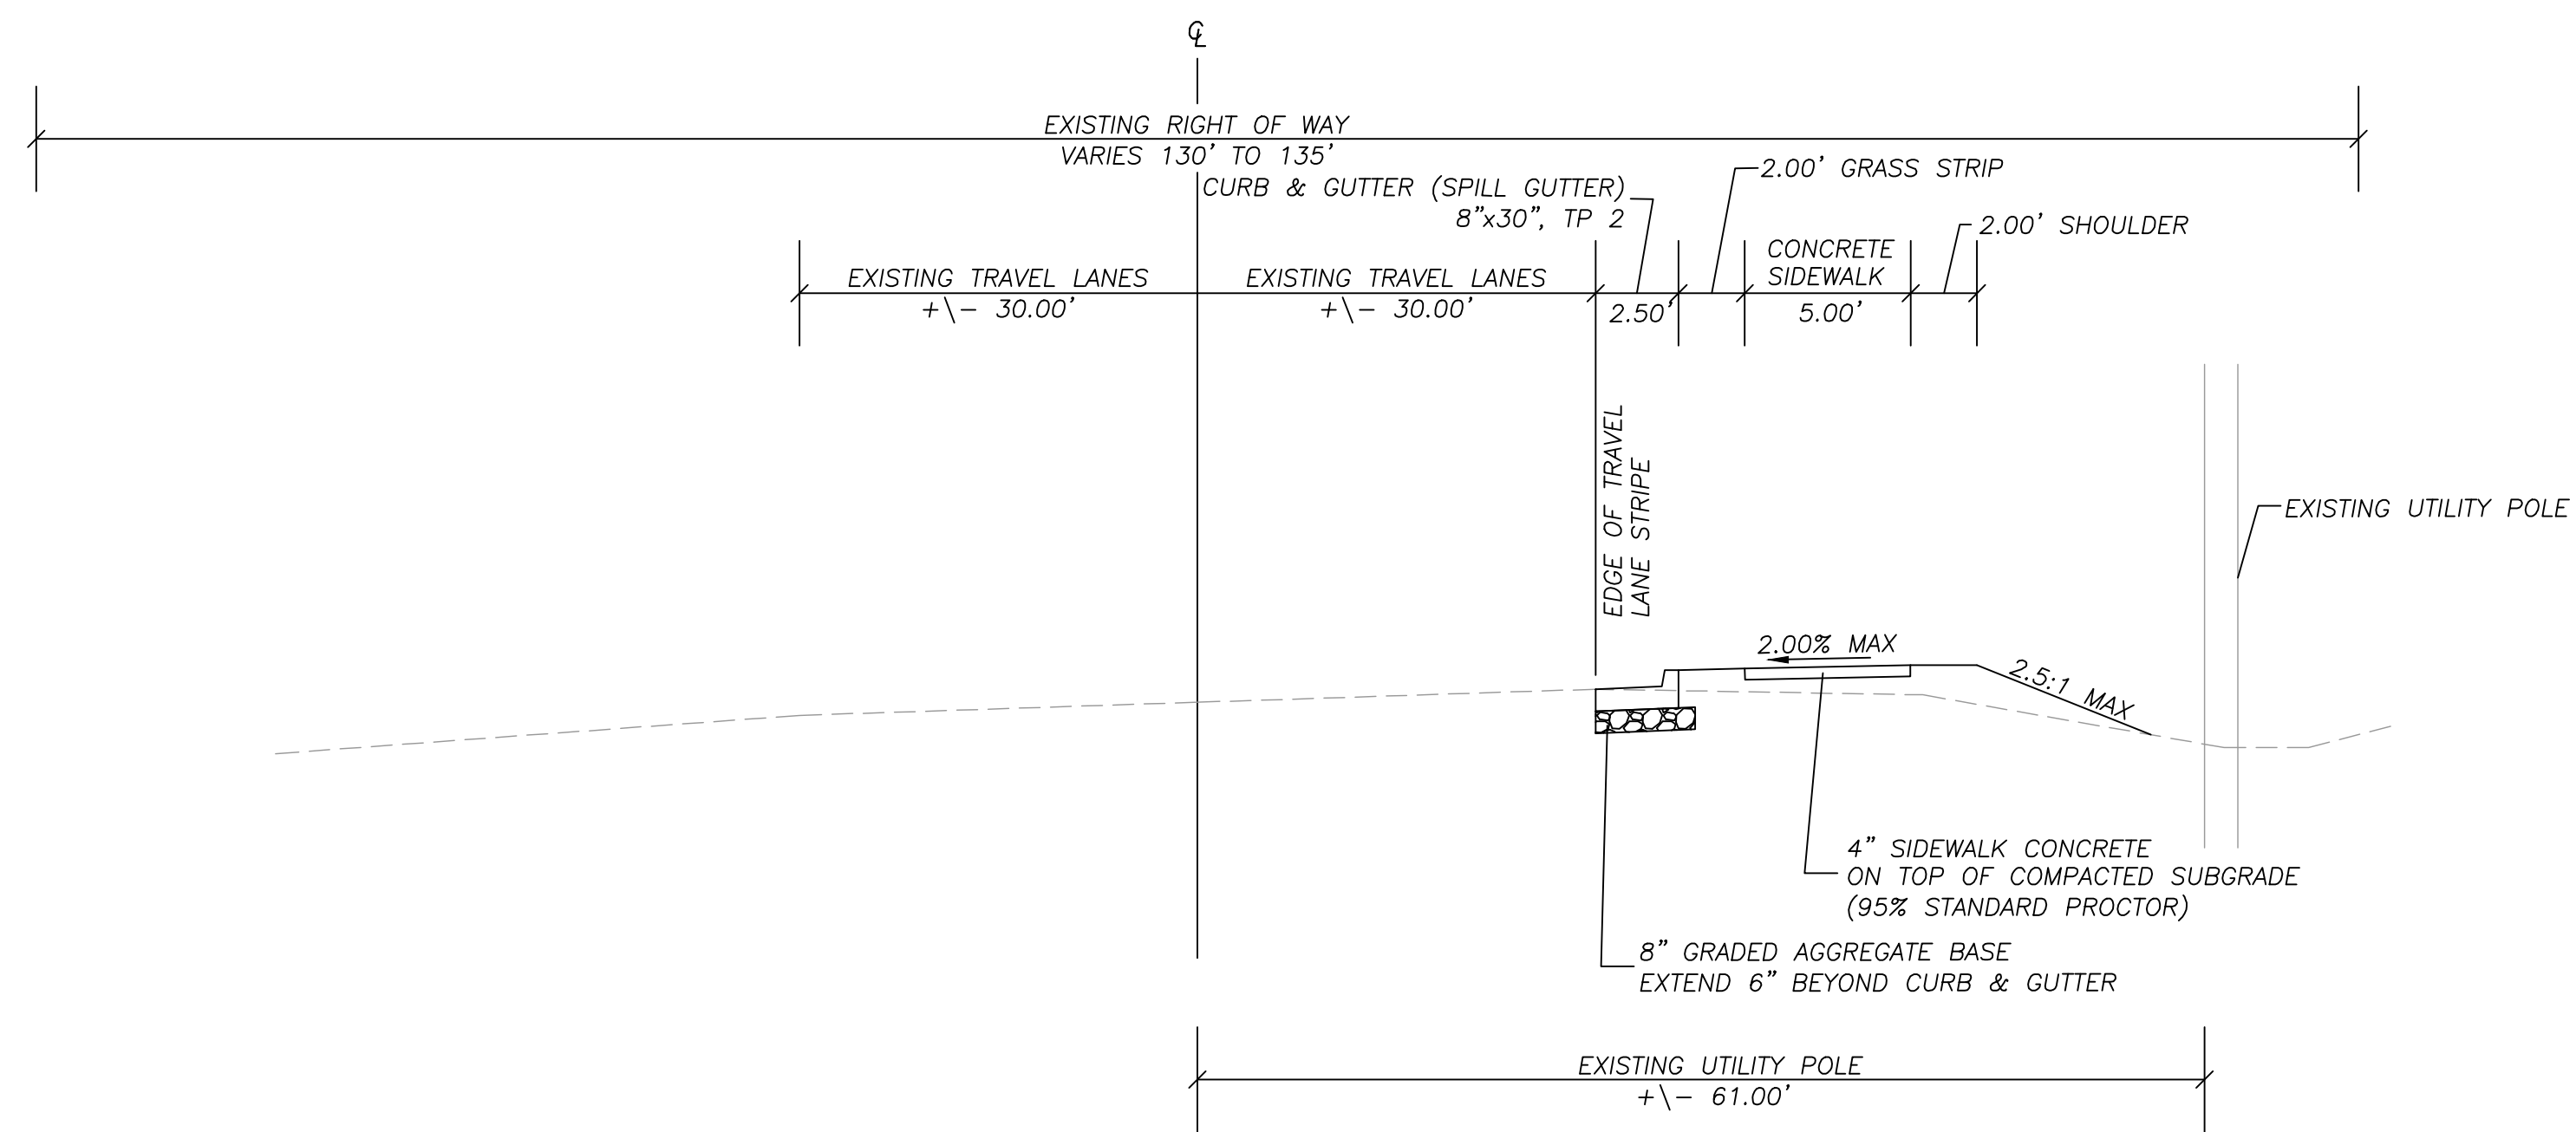 ℄
EXISTING RIGHT OF WAY
VARIES 130' TO 135'
CURB & GUTTER (SPILL GUTTER)
8"x30", TP 2
2.00' GRASS STRIP
2.00' SHOULDER
CONCRETE
SIDEWALK
EXISTING TRAVEL LANES
+\- 30.00'
EXISTING TRAVEL LANES
+\- 30.00'
2.50'
5.00'
EDGE OF TRAVEL
LANE STRIPE
EXISTING UTILITY POLE
2.00% MAX
2.5:1 MAX
4" SIDEWALK CONCRETE
ON TOP OF COMPACTED SUBGRADE
(95% STANDARD PROCTOR)
8" GRADED AGGREGATE BASE
EXTEND 6" BEYOND CURB & GUTTER
EXISTING UTILITY POLE
+\- 61.00'